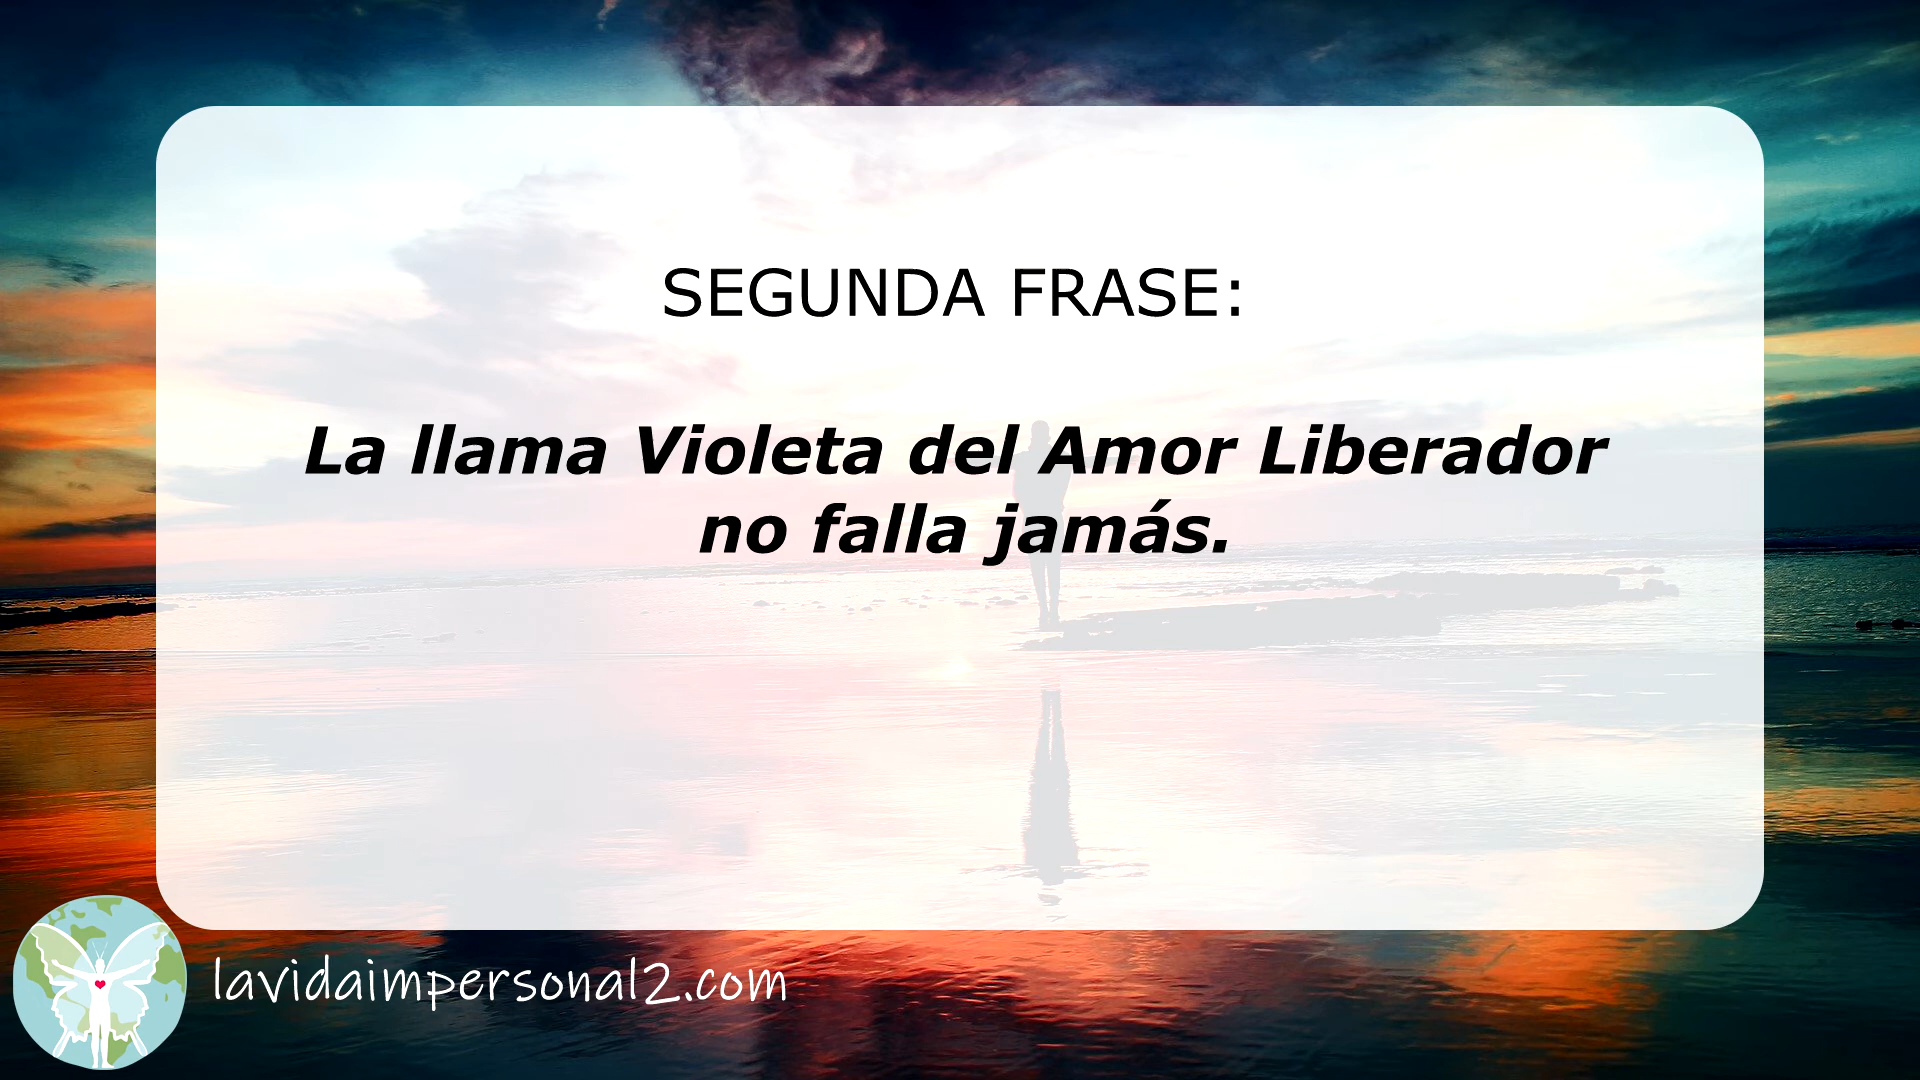 SEGUNDA FRASE:
La llama Violeta del Amor Liberador
no falla jamás.
lavidaimpersonal2.com